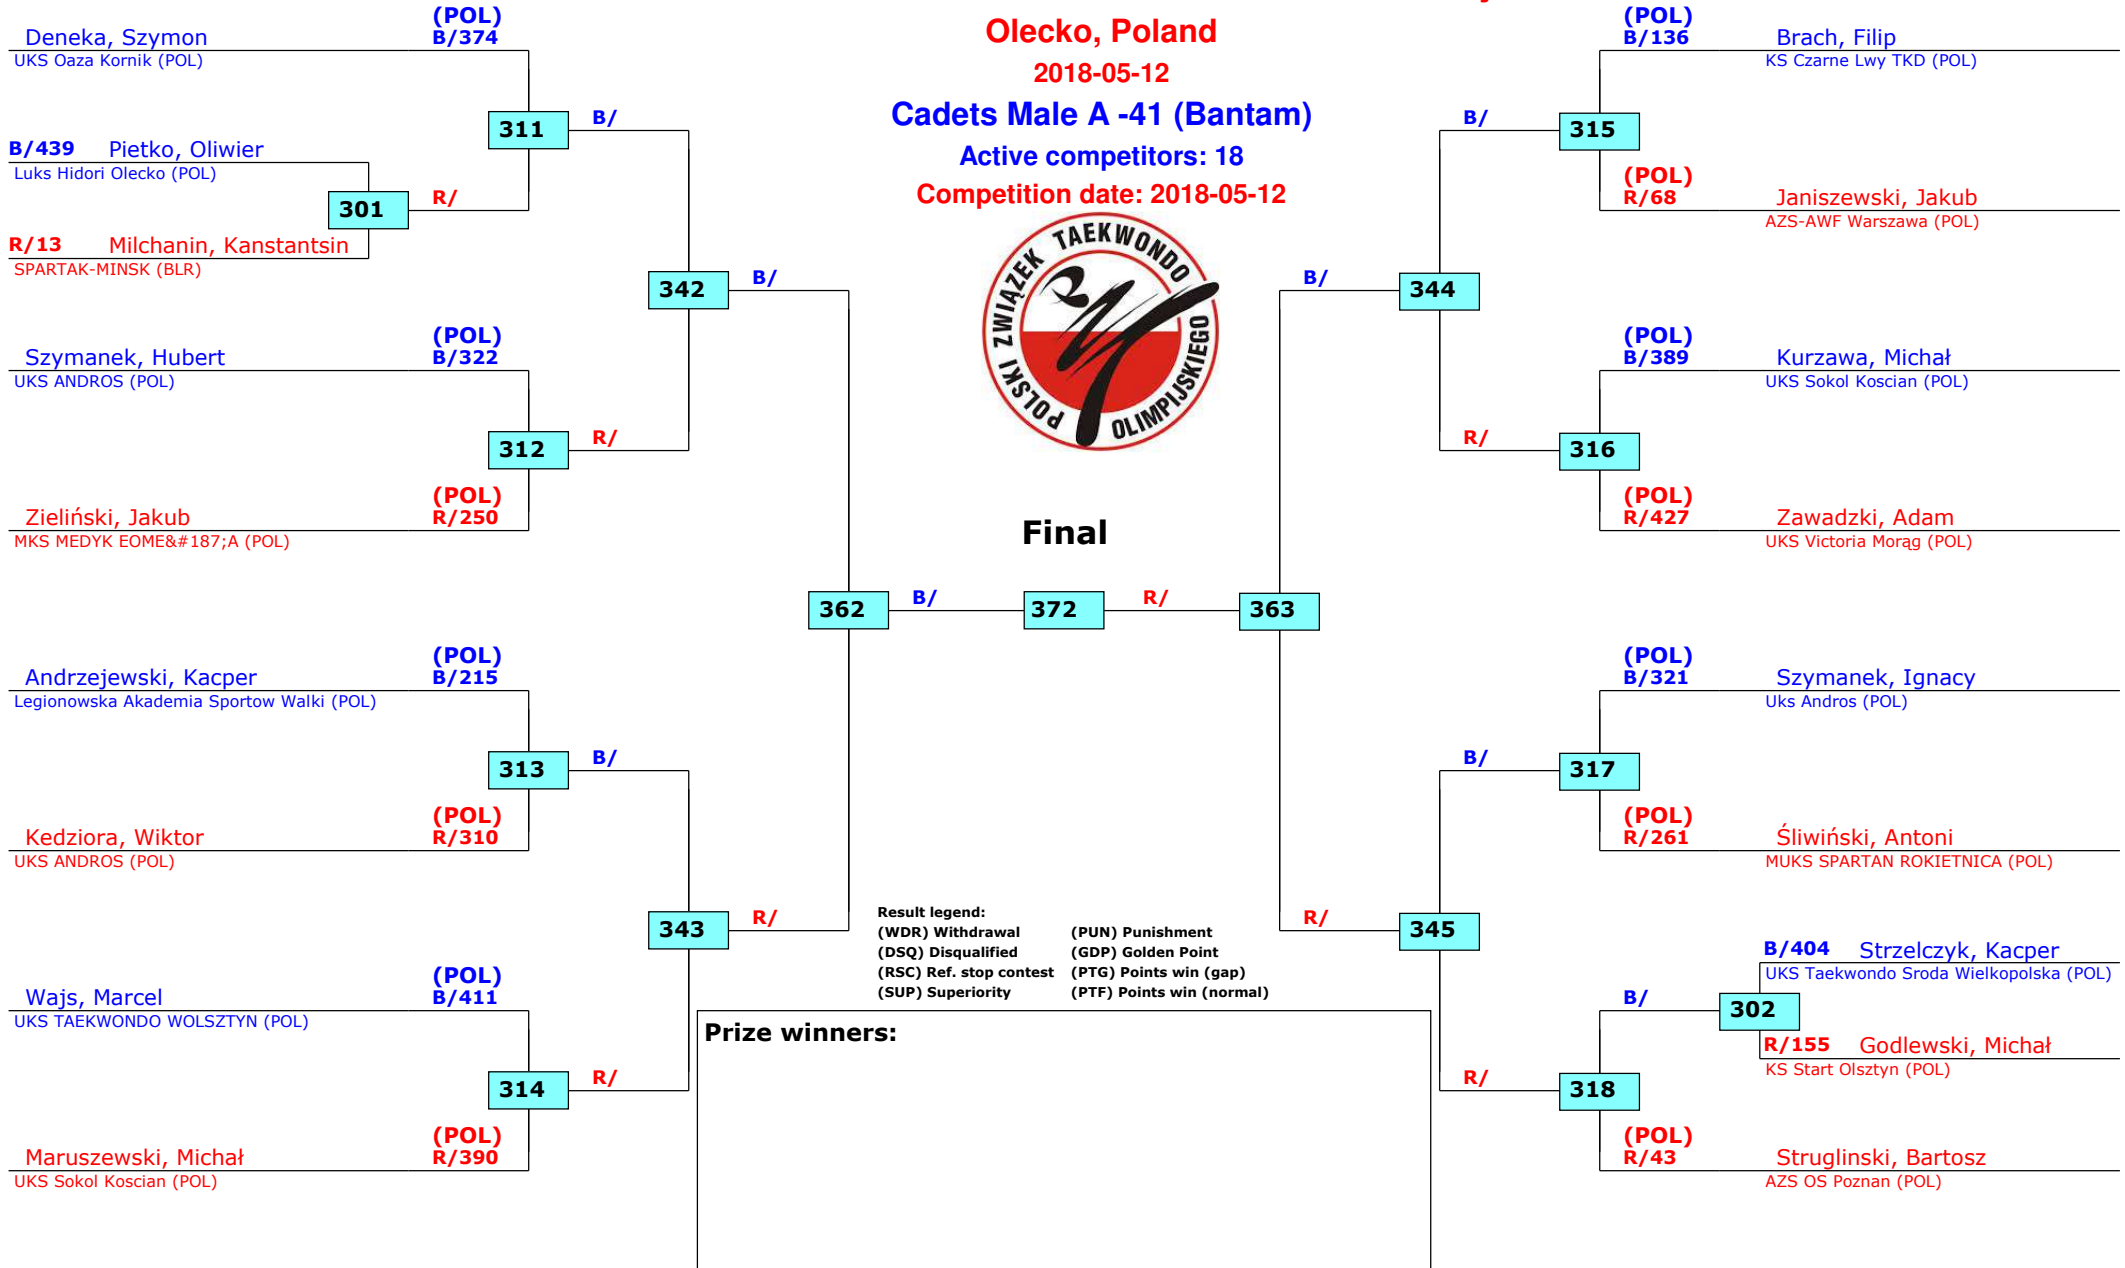 Olecko, Poland
2018-05-12
Cadets Male A -41 (Bantam)
Active competitors: 18
Competition date: 2018-05-12
POLSKI ZWIĄZEK TAEKWONDO OLIMPIJSKIEGO
(POL)
Deneka, Szymon B/374
UKS Oaza Kornik (POL)
311 B/
B/439 Pietko, Oliwier
Luks Hidori Olecko (POL)
301 R/
R/13 Milchanin, Kanstantsin
SPARTAK-MINSK (BLR)
342 B/
(POL)
Szymanek, Hubert B/322
UKS ANDROS (POL)
312 R/
(POL)
Zieliński, Jakub R/250
MKS MEDYK EOME&#187;A (POL)
Final
362 B/ 372 R/ 363
(POL)
Andrzejewski, Kacper B/215
Legionowska Akademia Sportow Walki (POL)
313 B/
(POL)
Kedziora, Wiktor R/310
UKS ANDROS (POL)
343 R/
(POL)
Wajs, Marcel B/411
UKS TAEKWONDO WOLSZTYN (POL)
314 R/
(POL)
Maruszewski, Michał R/390
UKS Sokol Koscian (POL)
(POL)
B/136 Brach, Filip
KS Czarne Lwy TKD (POL)
B/ 315
(POL)
R/68 Janiszewski, Jakub
AZS-AWF Warszawa (POL)
B/ 344
(POL)
B/389 Kurzawa, Michał
UKS Sokol Koscian (POL)
R/ 316
(POL)
R/427 Zawadzki, Adam
UKS Victoria Morąg (POL)
(POL)
B/321 Szymanek, Ignacy
Uks Andros (POL)
B/ 317
(POL)
R/261 Śliwiński, Antoni
MUKS SPARTAN ROKIETNICA (POL)
R/ 345
B/404 Strzelczyk, Kacper
UKS Taekwondo Sroda Wielkopolska (POL)
B/ 302
R/155 Godlewski, Michał
KS Start Olsztyn (POL)
R/ 318
(POL)
R/43 Struglinski, Bartosz
AZS OS Poznan (POL)
Result legend:
(WDR) Withdrawal (PUN) Punishment
(DSQ) Disqualified (GDP) Golden Point
(RSC) Ref. stop contest (PTG) Points win (gap)
(SUP) Superiority (PTF) Points win (normal)
Prize winners: